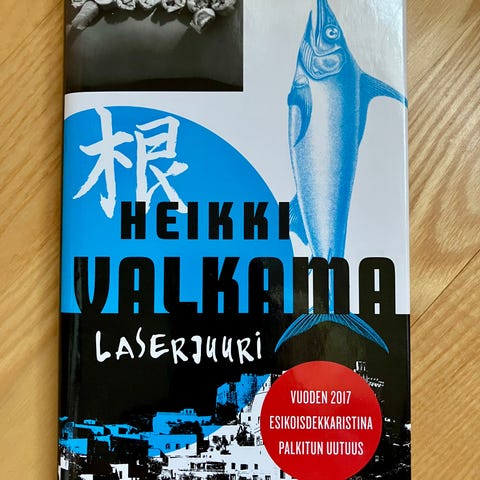 根
HEIKKI
VALKAMA
LASERJUURI
VUODEN 2017
ESIKOISDEKKARISTINA
PALKITUN UUTUUS